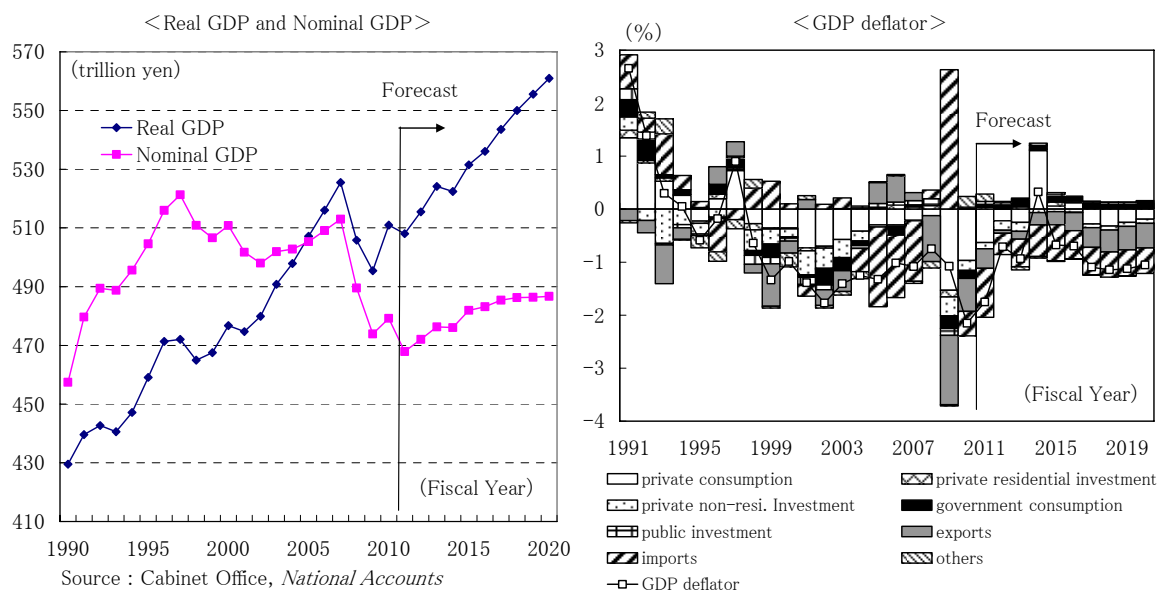 <Real GDP and Nominal GDP>
570
550
530
510
490
470
450
430
410
(trillion yen)
Forecast
Real GDP
Nominal GDP
(Fiscal Year)
1990 1995 2000 2005 2010 2015 2020
Source : Cabinet Office, National Accounts
<GDP deflator>
(%)
3
2
1
0
-1
-2
-3
-4
Forecast
(Fiscal Year)
1991 1995 1999 2003 2007 2011 2015 2019
private consumption private residential investment
private non-resi. Investment government consumption
public investment exports
imports others
GDP deflator